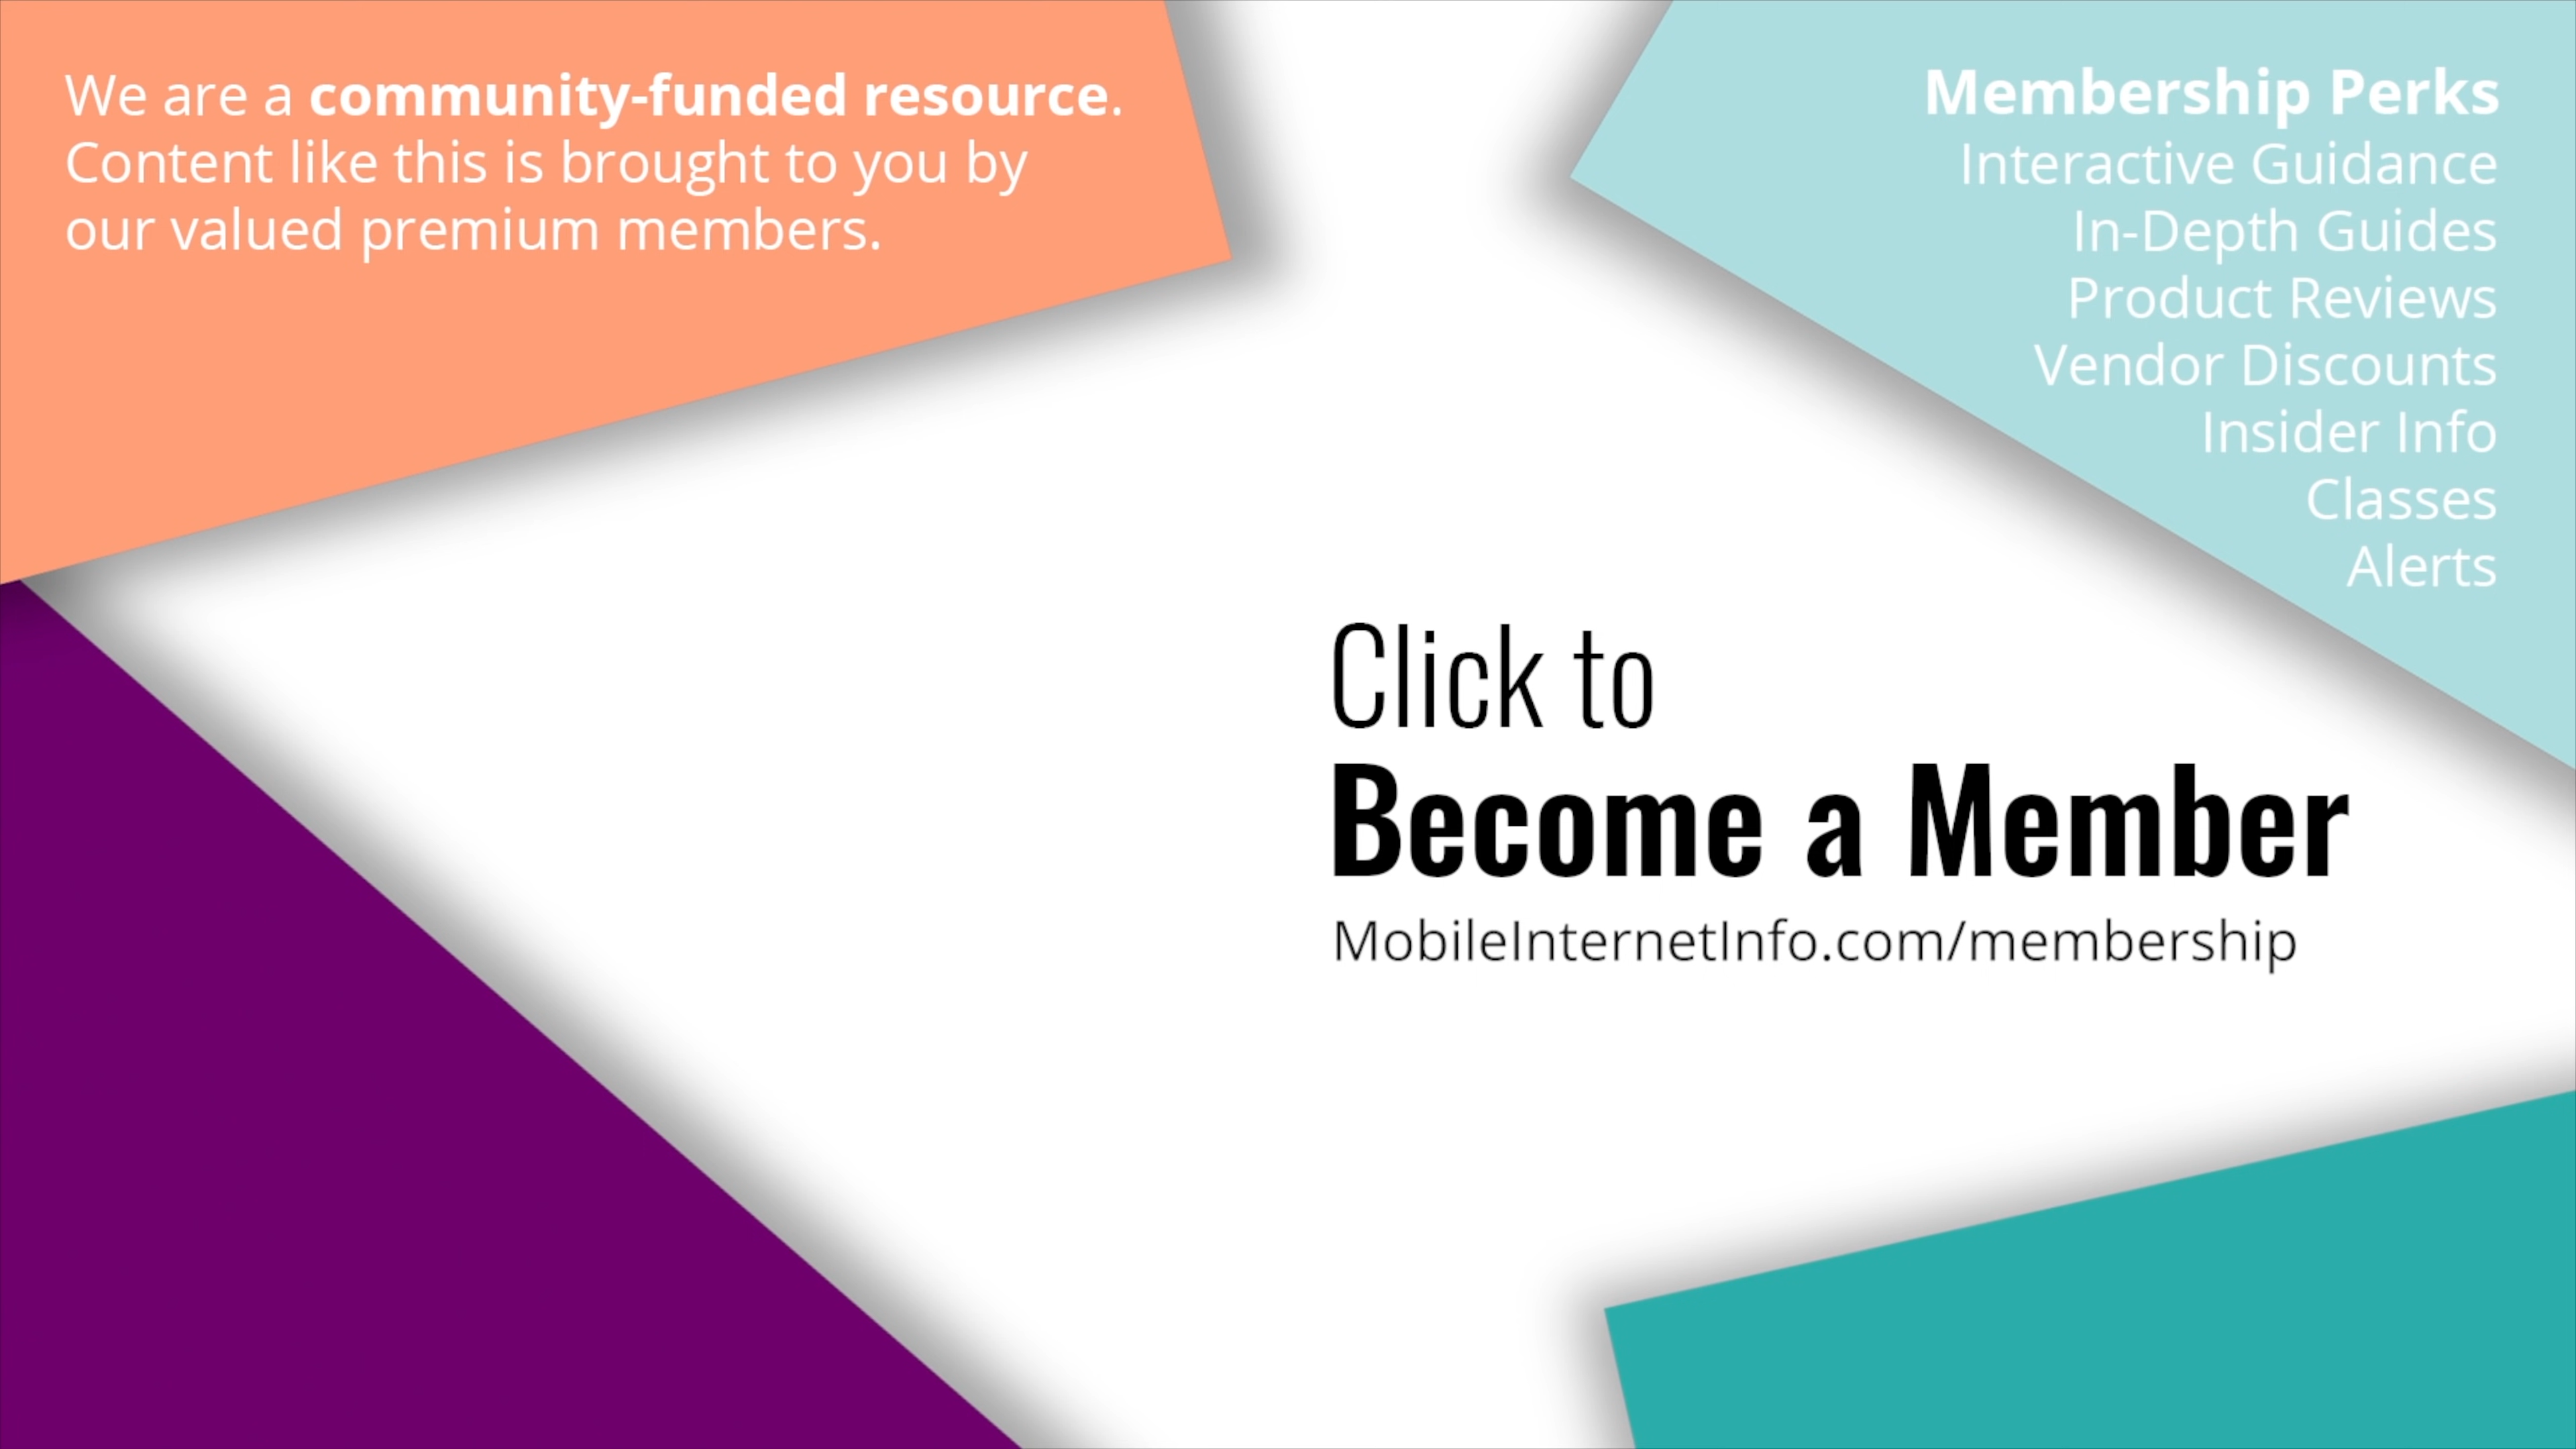 We are a community-funded resource.
Content like this is brought to you by
our valued premium members.
Membership Perks
Interactive Guidance
In-Depth Guides
Product Reviews
Vendor Discounts
Insider Info
Classes
Alerts
Click to
Become a Member
MobileInternetInfo.com/membership